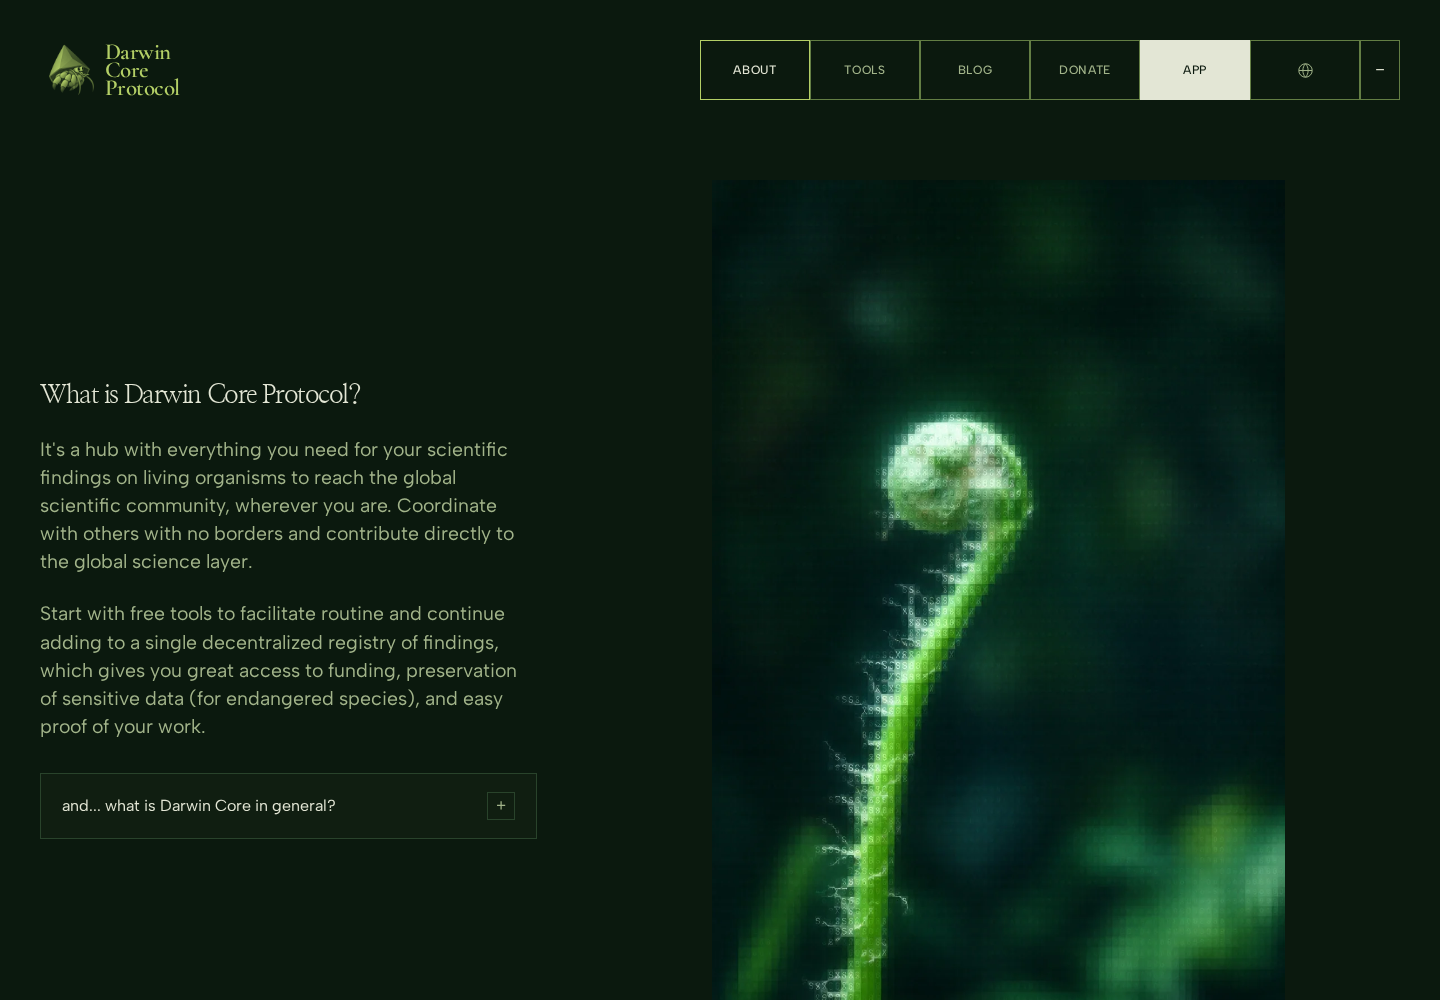 Darwin
Core
Protocol
ABOUT
TOOLS
BLOG
DONATE
APP
What is Darwin Core Protocol?
It's a hub with everything you need for your scientific
findings on living organisms to reach the global
scientific community, wherever you are. Coordinate
with others with no borders and contribute directly to
the global science layer.
Start with free tools to facilitate routine and continue
adding to a single decentralized registry of findings,
which gives you great access to funding, preservation
of sensitive data (for endangered species), and easy
proof of your work.
and... what is Darwin Core in general?